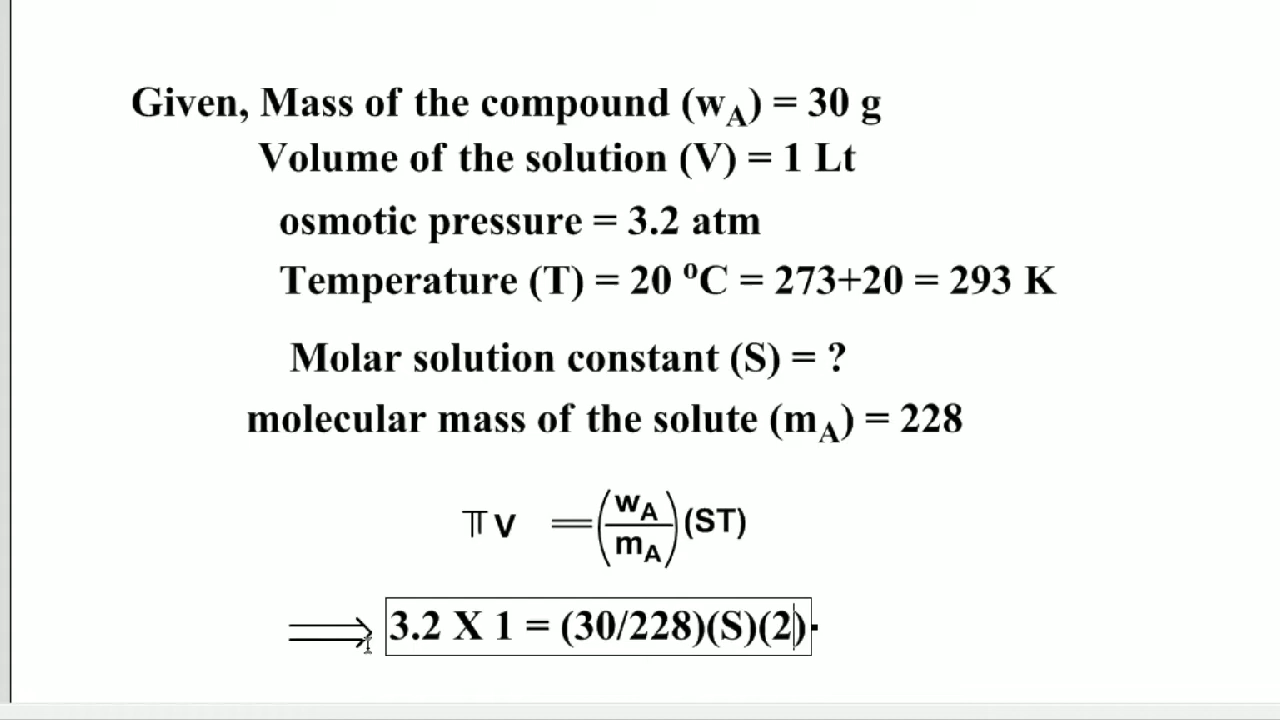 Given, Mass of the compound (wA) = 30 g
Volume of the solution (V) = 1 Lt
osmotic pressure = 3.2 atm
Temperature (T) = 20 oC = 273+20 = 293 K
Molar solution constant (S) = ?
molecular mass of the solute (mA) = 228
πV = (wA/mA)(ST)
⟹ 3.2 X 1 = (30/228)(S)(2)